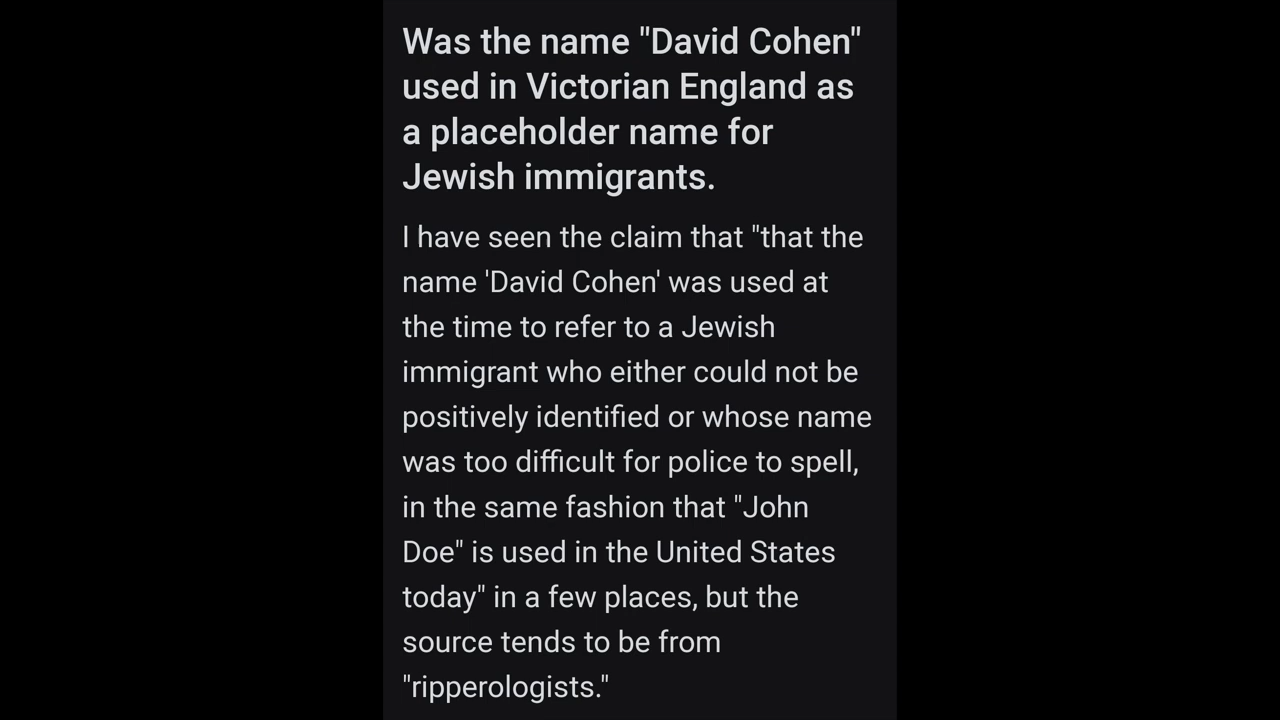 Was the name "David Cohen"
used in Victorian England as
a placeholder name for
Jewish immigrants.
I have seen the claim that "that the
name 'David Cohen' was used at
the time to refer to a Jewish
immigrant who either could not be
positively identified or whose name
was too difficult for police to spell,
in the same fashion that "John
Doe" is used in the United States
today" in a few places, but the
source tends to be from
"ripperologists."